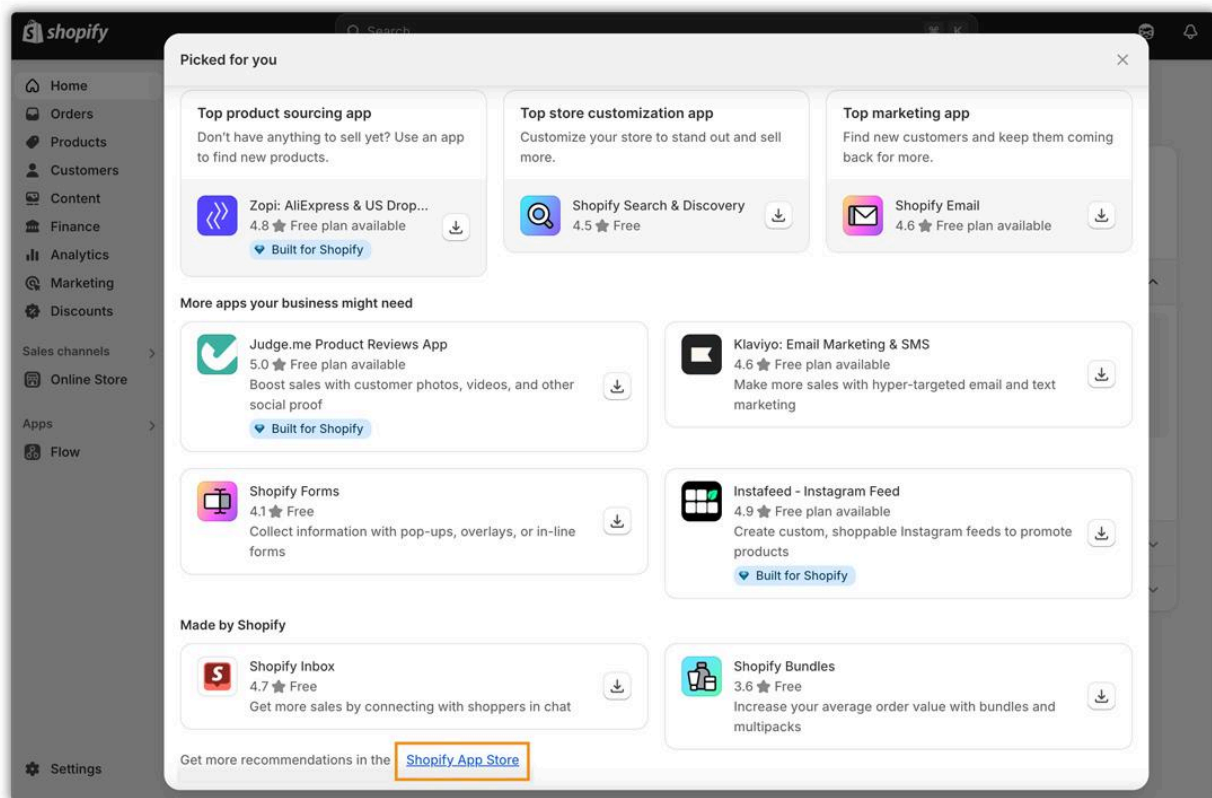 shopify
Search
⌘ K
Picked for you
Home
Orders
Products
Customers
Content
Finance
Analytics
Marketing
Discounts
Sales channels
Online Store
Apps
Flow
Settings
Top product sourcing app
Don't have anything to sell yet? Use an app
to find new products.
Zopi: AliExpress & US Drop...
4.8 ★ Free plan available
Built for Shopify
Top store customization app
Customize your store to stand out and sell
more.
Shopify Search & Discovery
4.5 ★ Free
Top marketing app
Find new customers and keep them coming
back for more.
Shopify Email
4.6 ★ Free plan available
More apps your business might need
Judge.me Product Reviews App
5.0 ★ Free plan available
Boost sales with customer photos, videos, and other
social proof
Built for Shopify
Klaviyo: Email Marketing & SMS
4.6 ★ Free plan available
Make more sales with hyper-targeted email and text
marketing
Shopify Forms
4.1 ★ Free
Collect information with pop-ups, overlays, or in-line
forms
Instafeed - Instagram Feed
4.9 ★ Free plan available
Create custom, shoppable Instagram feeds to promote
products
Built for Shopify
Made by Shopify
Shopify Inbox
4.7 ★ Free
Get more sales by connecting with shoppers in chat
Shopify Bundles
3.6 ★ Free
Increase your average order value with bundles and
multipacks
Get more recommendations in the Shopify App Store